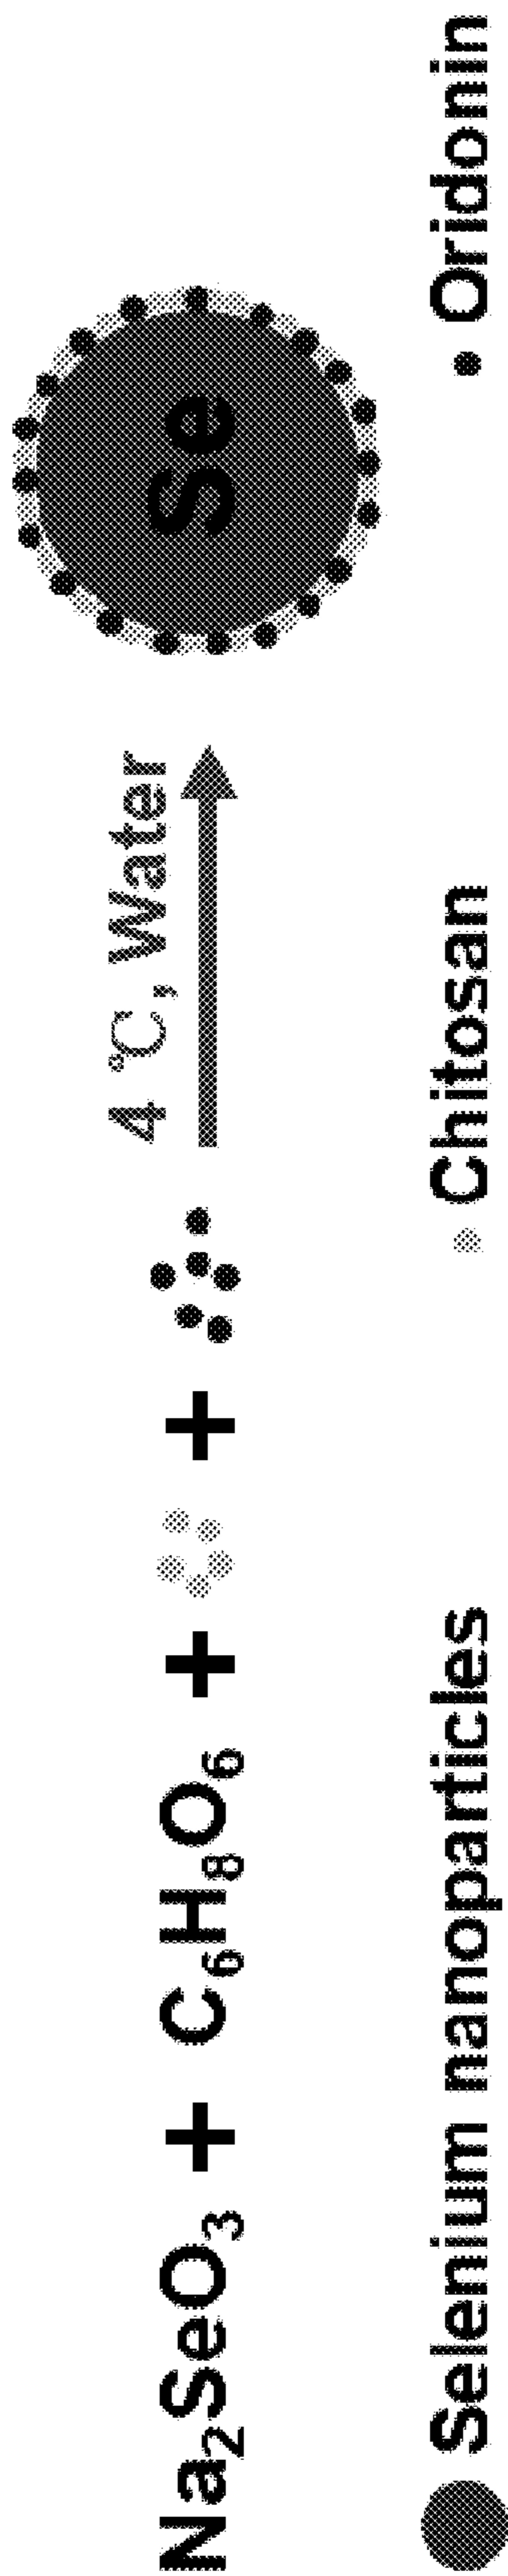 Na₂SeO₃ + C₆H₈O₆ + +
4 ℃, Water
Se
Selenium nanoparticles
Chitosan
Oridonin